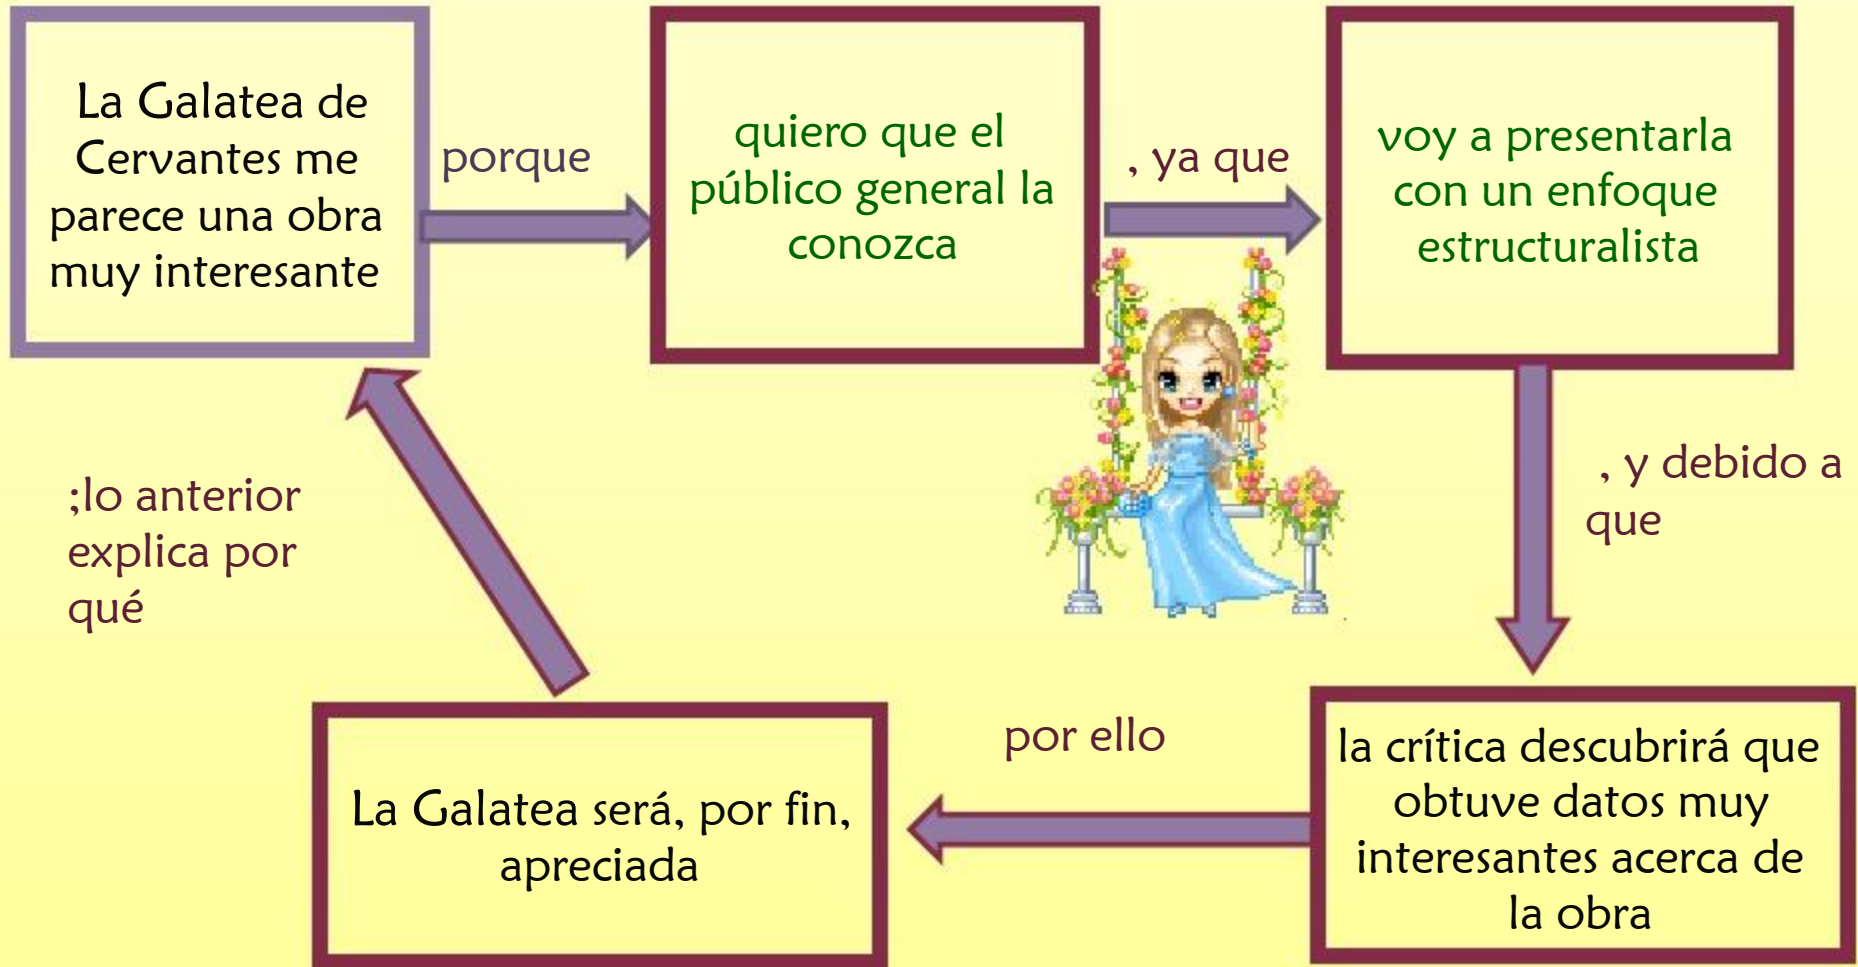 La Galatea de
Cervantes me
parece una obra
muy interesante
porque
quiero que el
público general la
conozca
, ya que
voy a presentarla
con un enfoque
estructuralista
, y debido a
que
la crítica descubrirá que
obtuve datos muy
interesantes acerca de
la obra
por ello
La Galatea será, por fin,
apreciada
;lo anterior
explica por
qué